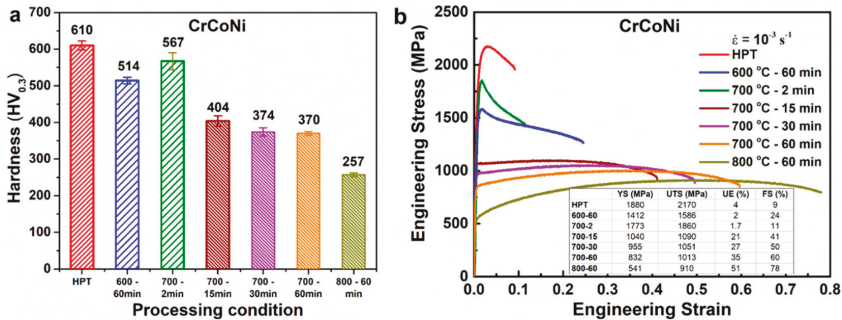 a
CrCoNi
Hardness (HV0.3)
700
600
500
400
300
200
100
0
610
514
567
404
374
370
257
HPT
600 -
60min
700 -
2min
700 -
15min
700 -
30min
700 -
60min
800 - 60
min
Processing condition
b
CrCoNi
Engineering Stress (MPa)
2500
2000
1500
1000
500
0
ε̇ = 10⁻³ s⁻¹
HPT
600 °C - 60 min
700 °C - 2 min
700 °C - 15 min
700 °C - 30 min
700 °C - 60 min
800 °C - 60 min
YS (MPa) UTS (MPa) UE (%) FS (%)
HPT 1880 2170 4 9
600-60 1412 1586 2 24
700-2 1773 1860 1.7 11
700-15 1040 1090 21 41
700-30 955 1051 27 50
700-60 832 1013 35 60
800-60 541 910 51 78
0.0 0.1 0.2 0.3 0.4 0.5 0.6 0.7 0.8
Engineering Strain